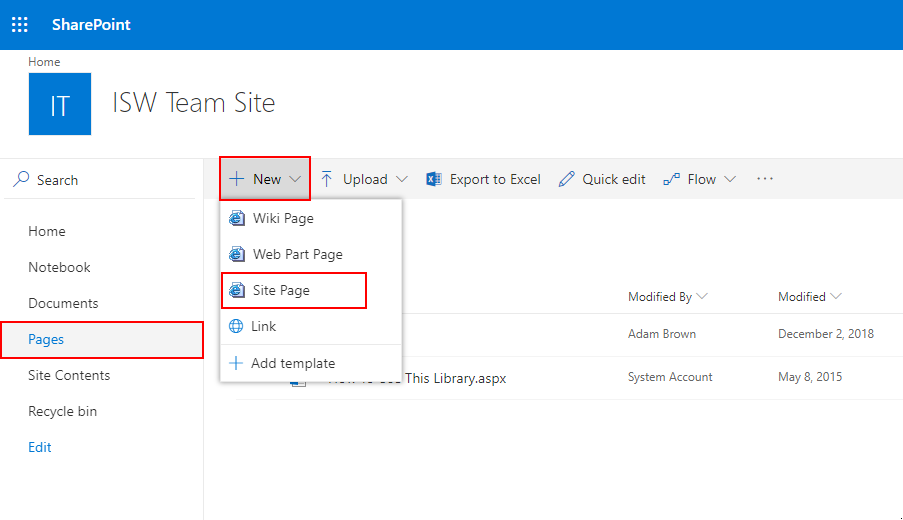 SharePoint
Home
IT ISW Team Site
Search
New Upload Export to Excel Quick edit Flow ···
Wiki Page
Web Part Page
Site Page
Link
Add template
Home
Notebook
Documents
Pages
Site Contents
Recycle bin
Edit
Modified By Modified
Adam Brown December 2, 2018
This Library.aspx System Account May 8, 2015